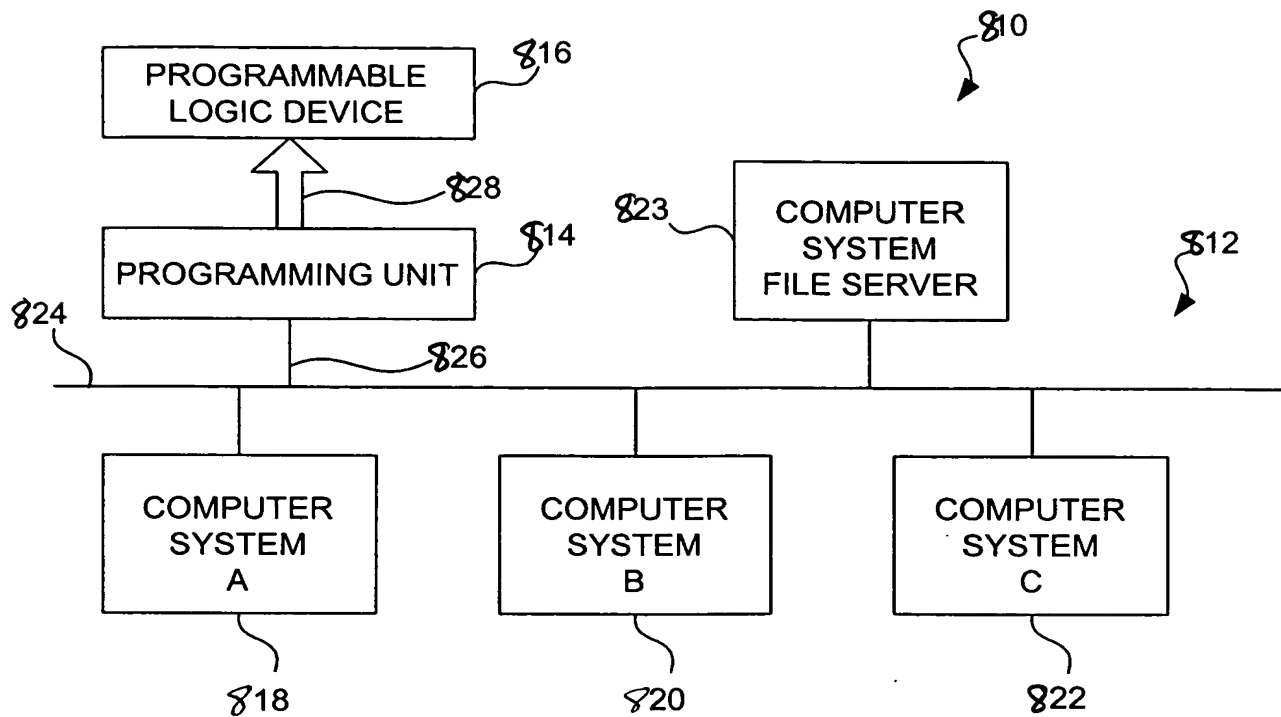 810
PROGRAMMABLE
LOGIC DEVICE
816
828
823
COMPUTER
SYSTEM
FILE SERVER
812
PROGRAMMING UNIT
814
824
826
COMPUTER
SYSTEM
A
COMPUTER
SYSTEM
B
COMPUTER
SYSTEM
C
818
820
822